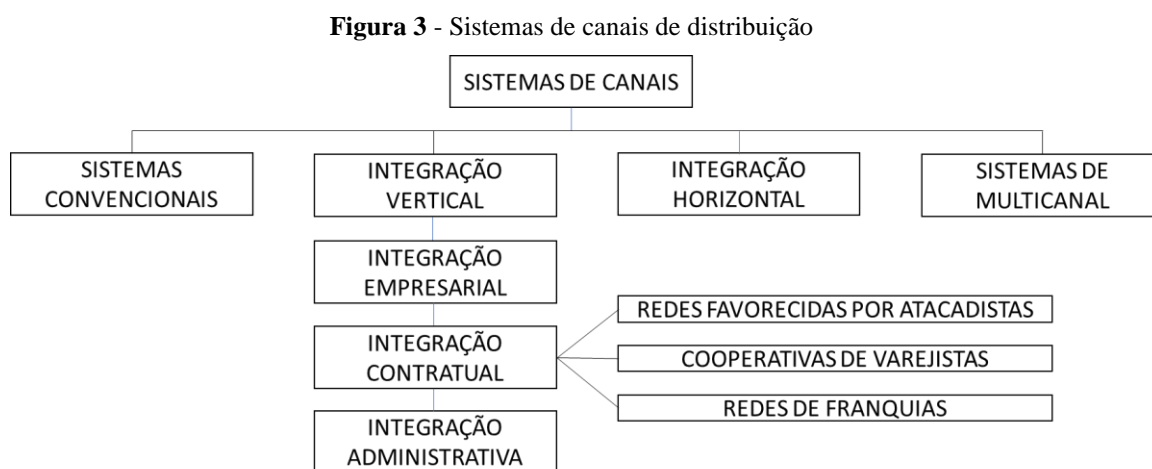 Figura 3 - Sistemas de canais de distribuição
SISTEMAS DE CANAIS
SISTEMAS
CONVENCIONAIS
INTEGRAÇÃO
VERTICAL
INTEGRAÇÃO
HORIZONTAL
SISTEMAS DE
MULTICANAL
INTEGRAÇÃO
EMPRESARIAL
INTEGRAÇÃO
CONTRATUAL
REDES FAVORECIDAS POR ATACADISTAS
COOPERATIVAS DE VAREJISTAS
REDES DE FRANQUIAS
INTEGRAÇÃO
ADMINISTRATIVA